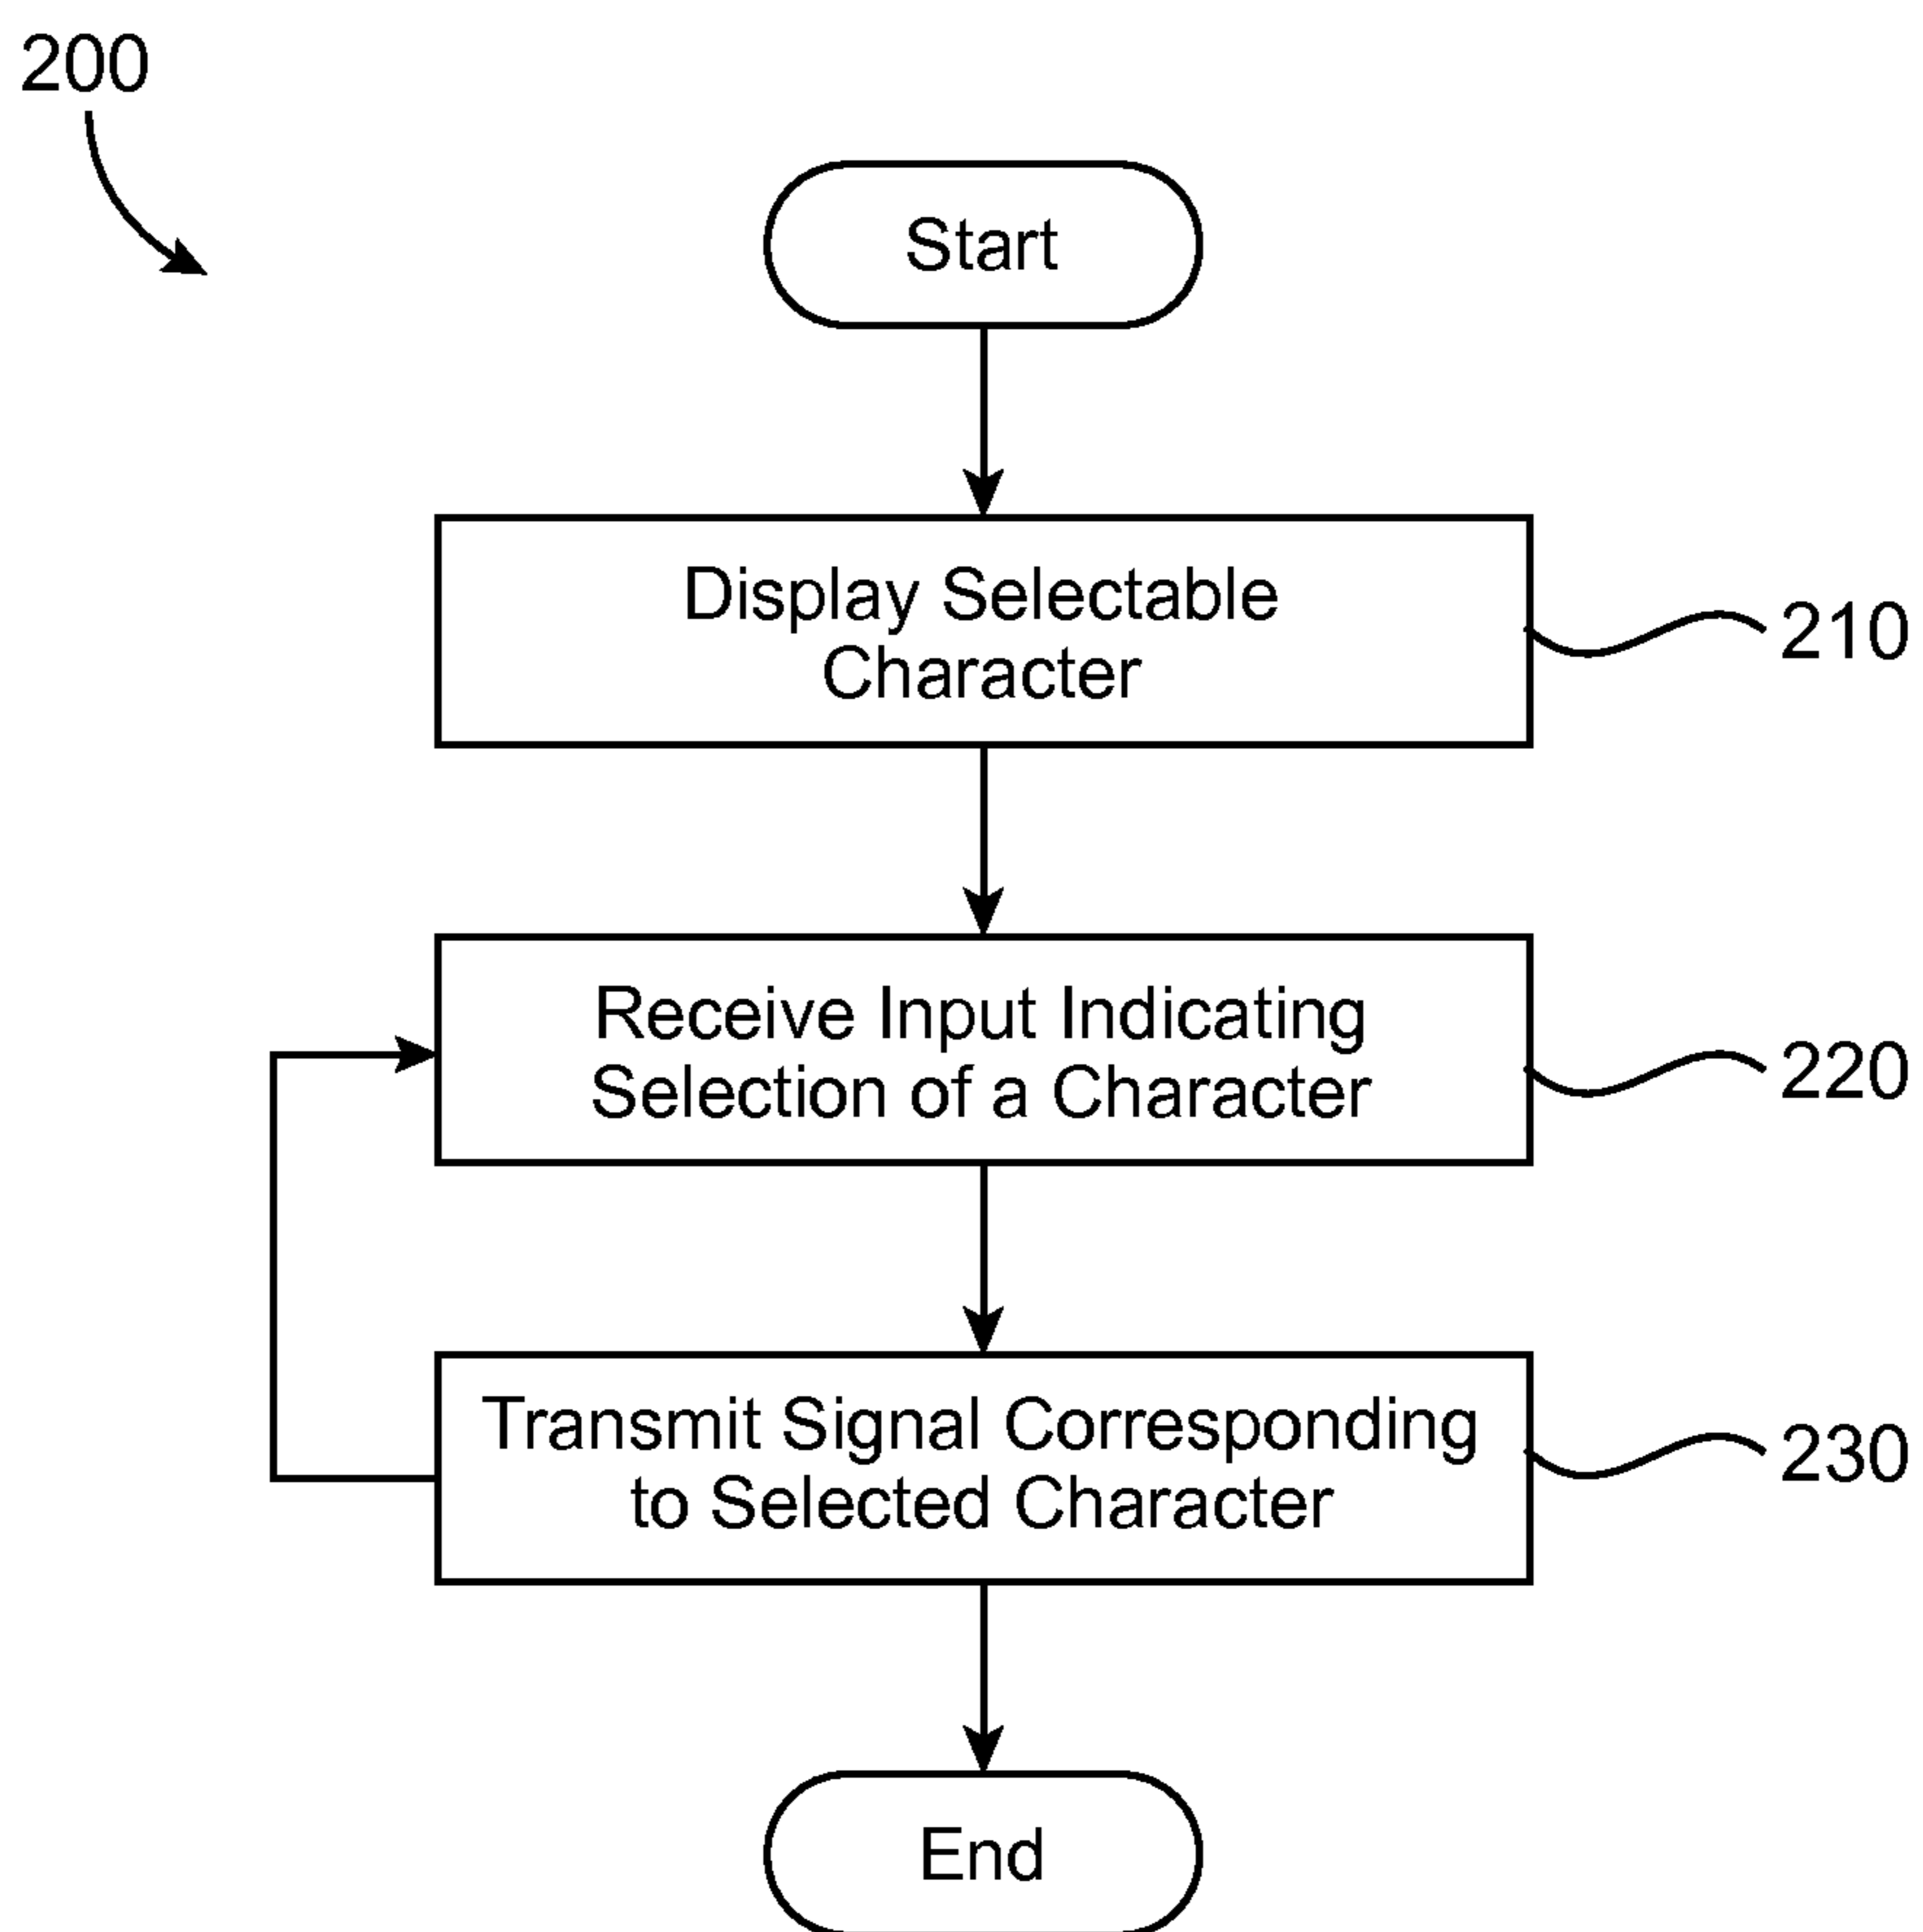 200
Start
Display Selectable
Character
210
Receive Input Indicating
Selection of a Character
220
Transmit Signal Corresponding
to Selected Character
230
End